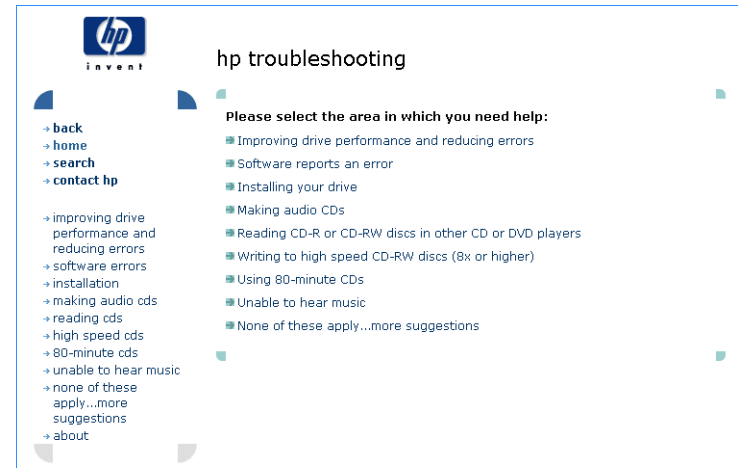 hp
invent
hp troubleshooting
back
home
search
contact hp
improving drive
performance and
reducing errors
software errors
installation
making audio cds
reading cds
high speed cds
80-minute cds
unable to hear music
none of these
apply...more
suggestions
about
Please select the area in which you need help:
Improving drive performance and reducing errors
Software reports an error
Installing your drive
Making audio CDs
Reading CD-R or CD-RW discs in other CD or DVD players
Writing to high speed CD-RW discs (8x or higher)
Using 80-minute CDs
Unable to hear music
None of these apply...more suggestions